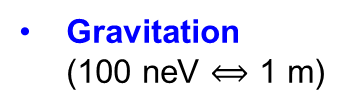 • Gravitation
(100 neV ⟺ 1 m)